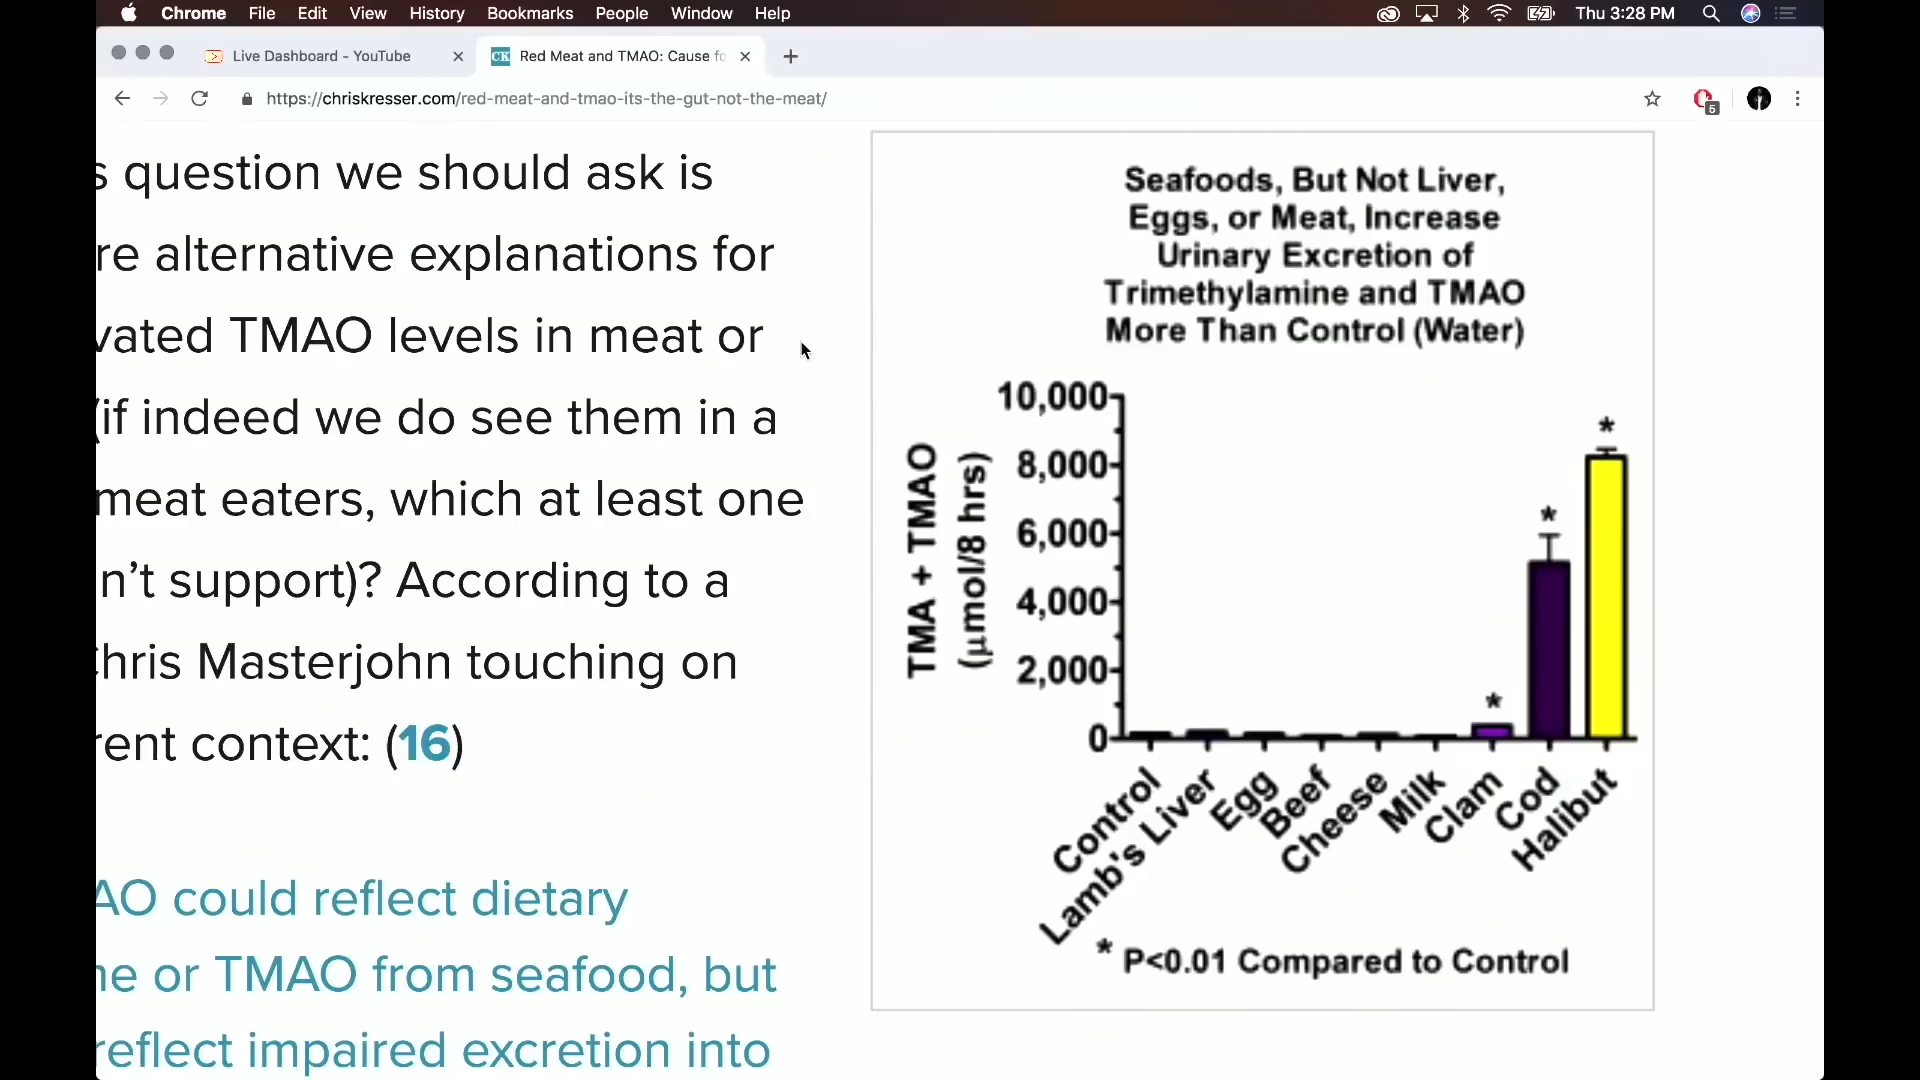 Chrome File Edit View History Bookmarks People Window Help Thu 3:28 PM
Live Dashboard - YouTube
CK Red Meat and TMAO: Cause fo
https://chriskresser.com/red-meat-and-tmao-its-the-gut-not-the-meat/
5
s question we should ask is
re alternative explanations for
vated TMAO levels in meat or
(if indeed we do see them in a
meat eaters, which at least one
n’t support)? According to a
Chris Masterjohn touching on
rent context: (16)
AO could reflect dietary
ne or TMAO from seafood, but
reflect impaired excretion into
Seafoods, But Not Liver,
Eggs, or Meat, Increase
Urinary Excretion of
Trimethylamine and TMAO
More Than Control (Water)
TMA + TMAO
(μmol/8 hrs)
10,000
8,000
6,000
4,000
2,000
0
*
*
*
Control
Lamb's Liver
Egg
Beef
Cheese
Milk
Clam
Cod
Halibut
* P<0.01 Compared to Control